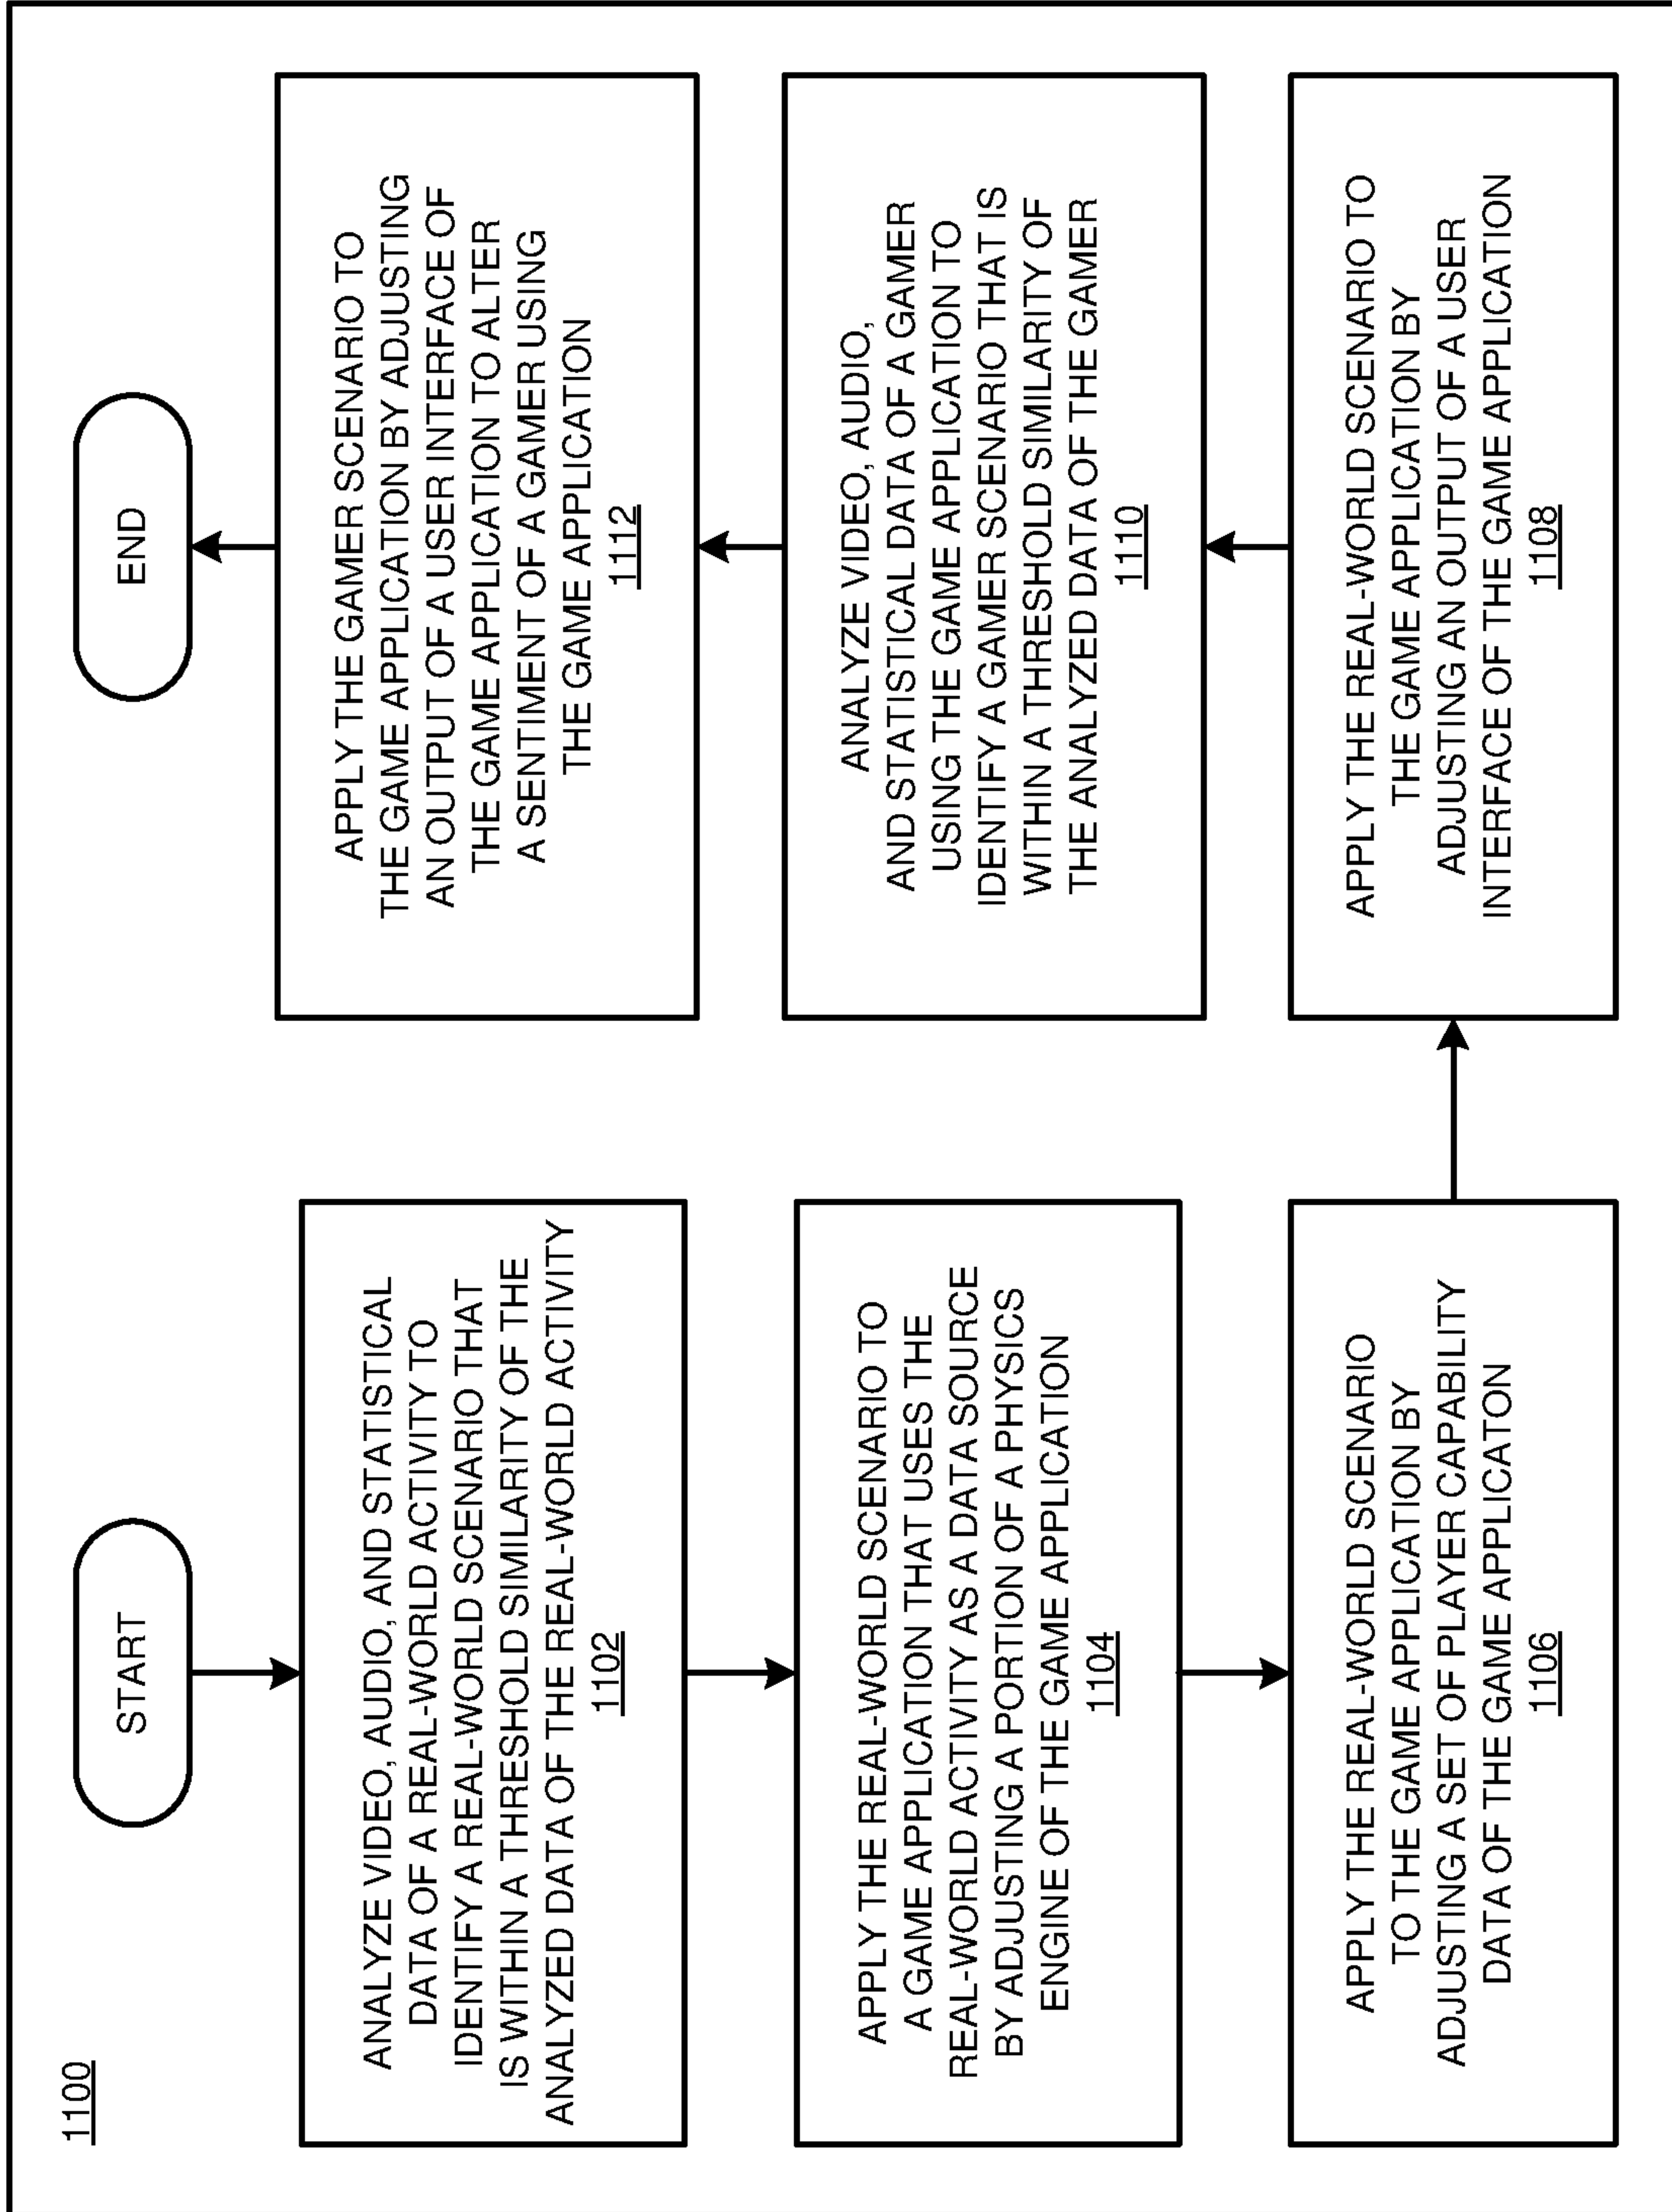 1100
START
ANALYZE VIDEO, AUDIO, AND STATISTICAL
DATA OF A REAL-WORLD ACTIVITY TO
IDENTIFY A REAL-WORLD SCENARIO THAT
IS WITHIN A THRESHOLD SIMILARITY OF THE
ANALYZED DATA OF THE REAL-WORLD ACTIVITY
1102
APPLY THE REAL-WORLD SCENARIO TO
A GAME APPLICATION THAT USES THE
REAL-WORLD ACTIVITY AS A DATA SOURCE
BY ADJUSTING A PORTION OF A PHYSICS
ENGINE OF THE GAME APPLICATION
1104
APPLY THE REAL-WORLD SCENARIO
TO THE GAME APPLICATION BY
ADJUSTING A SET OF PLAYER CAPABILITY
DATA OF THE GAME APPLICATON
1106
APPLY THE REAL-WORLD SCENARIO TO
THE GAME APPLICATION BY
ADJUSTING AN OUTPUT OF A USER
INTERFACE OF THE GAME APPLICATION
1108
ANALYZE VIDEO, AUDIO,
AND STATISTICAL DATA OF A GAMER
USING THE GAME APPLICATION TO
IDENTIFY A GAMER SCENARIO THAT IS
WITHIN A THRESHOLD SIMILARITY OF
THE ANALYZED DATA OF THE GAMER
1110
APPLY THE GAMER SCENARIO TO
THE GAME APPLICATION BY ADJUSTING
AN OUTPUT OF A USER INTERFACE OF
THE GAME APPLICATION TO ALTER
A SENTIMENT OF A GAMER USING
THE GAME APPLICATION
1112
END